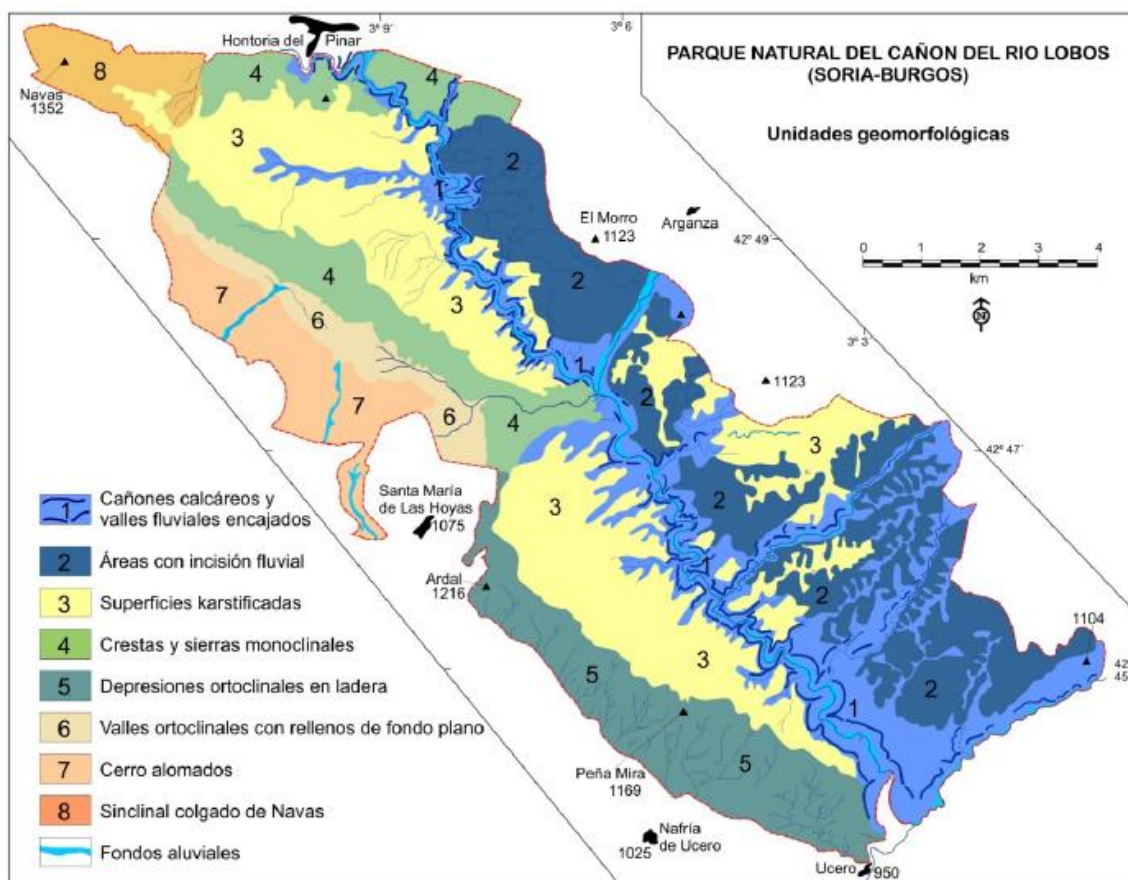 PARQUE NATURAL DEL CAÑON DEL RIO LOBOS
(SORIA-BURGOS)
Unidades geomorfológicas
3º 9´
3º 6´
Hontoria del Pinar
8
Navas
1352
4
4
3
2
1
El Morro
1123
Arganza
42º 49´
0 1 2 3 4
km
N
3º 3´
4
3
2
7
6
1
1123
2
7
6
4
3
42º 47´
Santa María
de Las Hoyas
1075
3
2
1
Ardal
1216
2
1104
42º
45´
5
3
2
1
Peña Mira
1169
5
Nafría
de Ucero
1025
Ucero
950
1 Cañones calcáreos y
valles fluviales encajados
2 Áreas con incisión fluvial
3 Superficies karstificadas
4 Crestas y sierras monoclinales
5 Depresiones ortoclinales en ladera
6 Valles ortoclinales con rellenos de fondo plano
7 Cerro alomados
8 Sinclinal colgado de Navas
Fondos aluviales